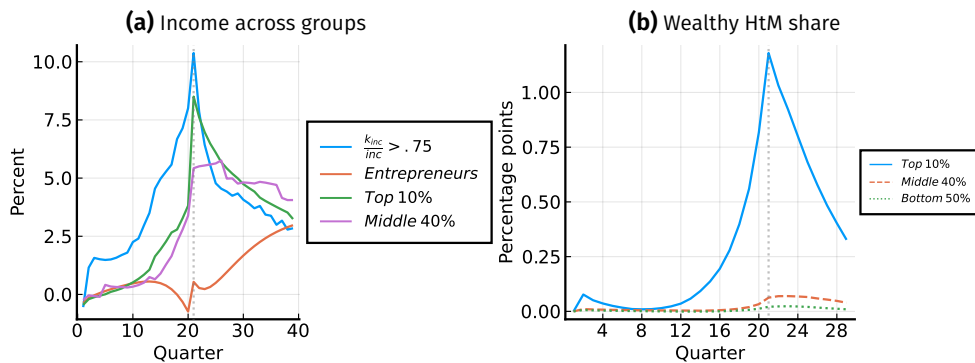 (a) Income across groups
Percent
10.0
7.5
5.0
2.5
0.0
0
10
20
30
40
Quarter
k_inc/inc > .75
Entrepreneurs
Top 10%
Middle 40%
(b) Wealthy HtM share
Percentage points
1.00
0.75
0.50
0.25
0.00
4
8
12
16
20
24
28
Quarter
Top 10%
Middle 40%
Bottom 50%